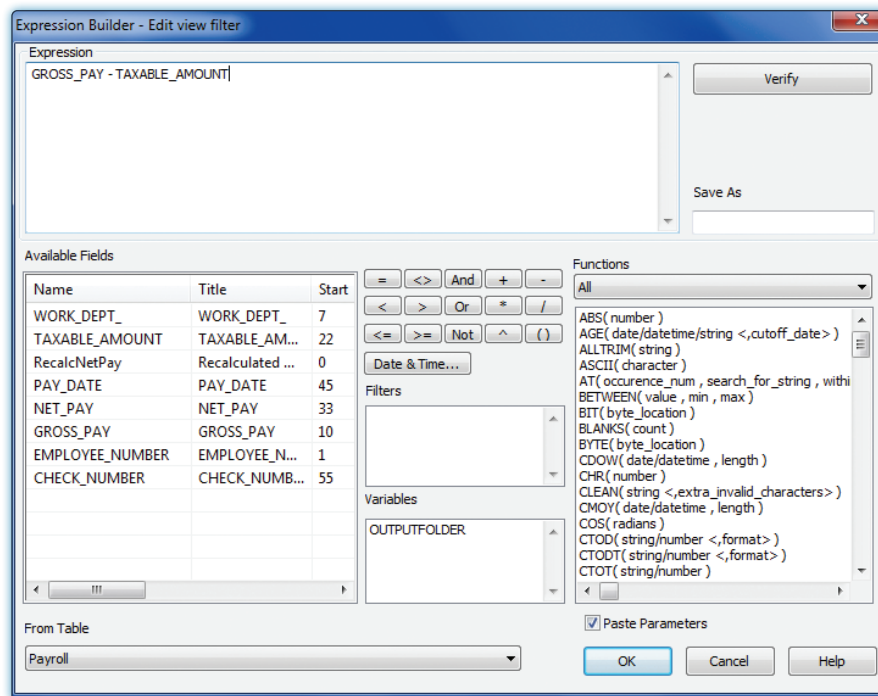 Expression Builder - Edit view filter
Expression
GROSS_PAY - TAXABLE_AMOUNT
Verify
Save As
Available Fields
Name Title Start
WORK_DEPT_ WORK_DEPT_ 7
TAXABLE_AMOUNT TAXABLE_AM... 22
RecalcNetPay Recalculated ... 0
PAY_DATE PAY_DATE 45
NET_PAY NET_PAY 33
GROSS_PAY GROSS_PAY 10
EMPLOYEE_NUMBER EMPLOYEE_N... 1
CHECK_NUMBER CHECK_NUMB... 55
= <> And + -
< > Or * /
<= >= Not ^ ( )
Date & Time...
Filters
Variables
OUTPUTFOLDER
Functions
All
ABS( number )
AGE( date/datetime/string <,cutoff_date> )
ALLTRIM( string )
ASCII( character )
AT( occurence_num , search_for_string , withi
BETWEEN( value , min , max )
BIT( byte_location )
BLANKS( count )
BYTE( byte_location )
CDOW( date/datetime , length )
CHR( number )
CLEAN( string <,extra_invalid_characters> )
CMOY( date/datetime , length )
COS( radians )
CTOD( string/number <,format> )
CTODT( string/number <,format> )
CTOT( string/number )
From Table
Payroll
Paste Parameters
OK Cancel Help